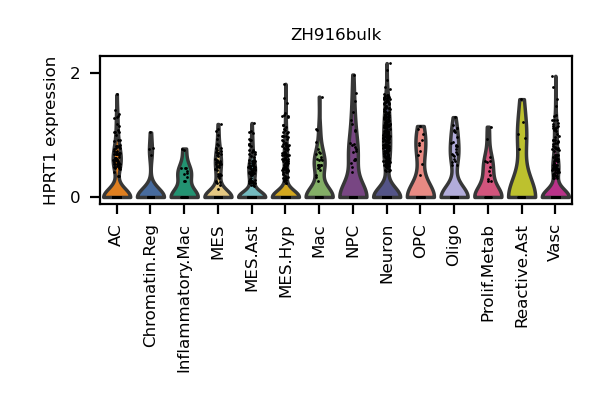 ZH916bulk
HPRT1 expression
2
0
AC
Chromatin.Reg
Inflammatory.Mac
MES
MES.Ast
MES.Hyp
Mac
NPC
Neuron
OPC
Oligo
Prolif.Metab
Reactive.Ast
Vasc